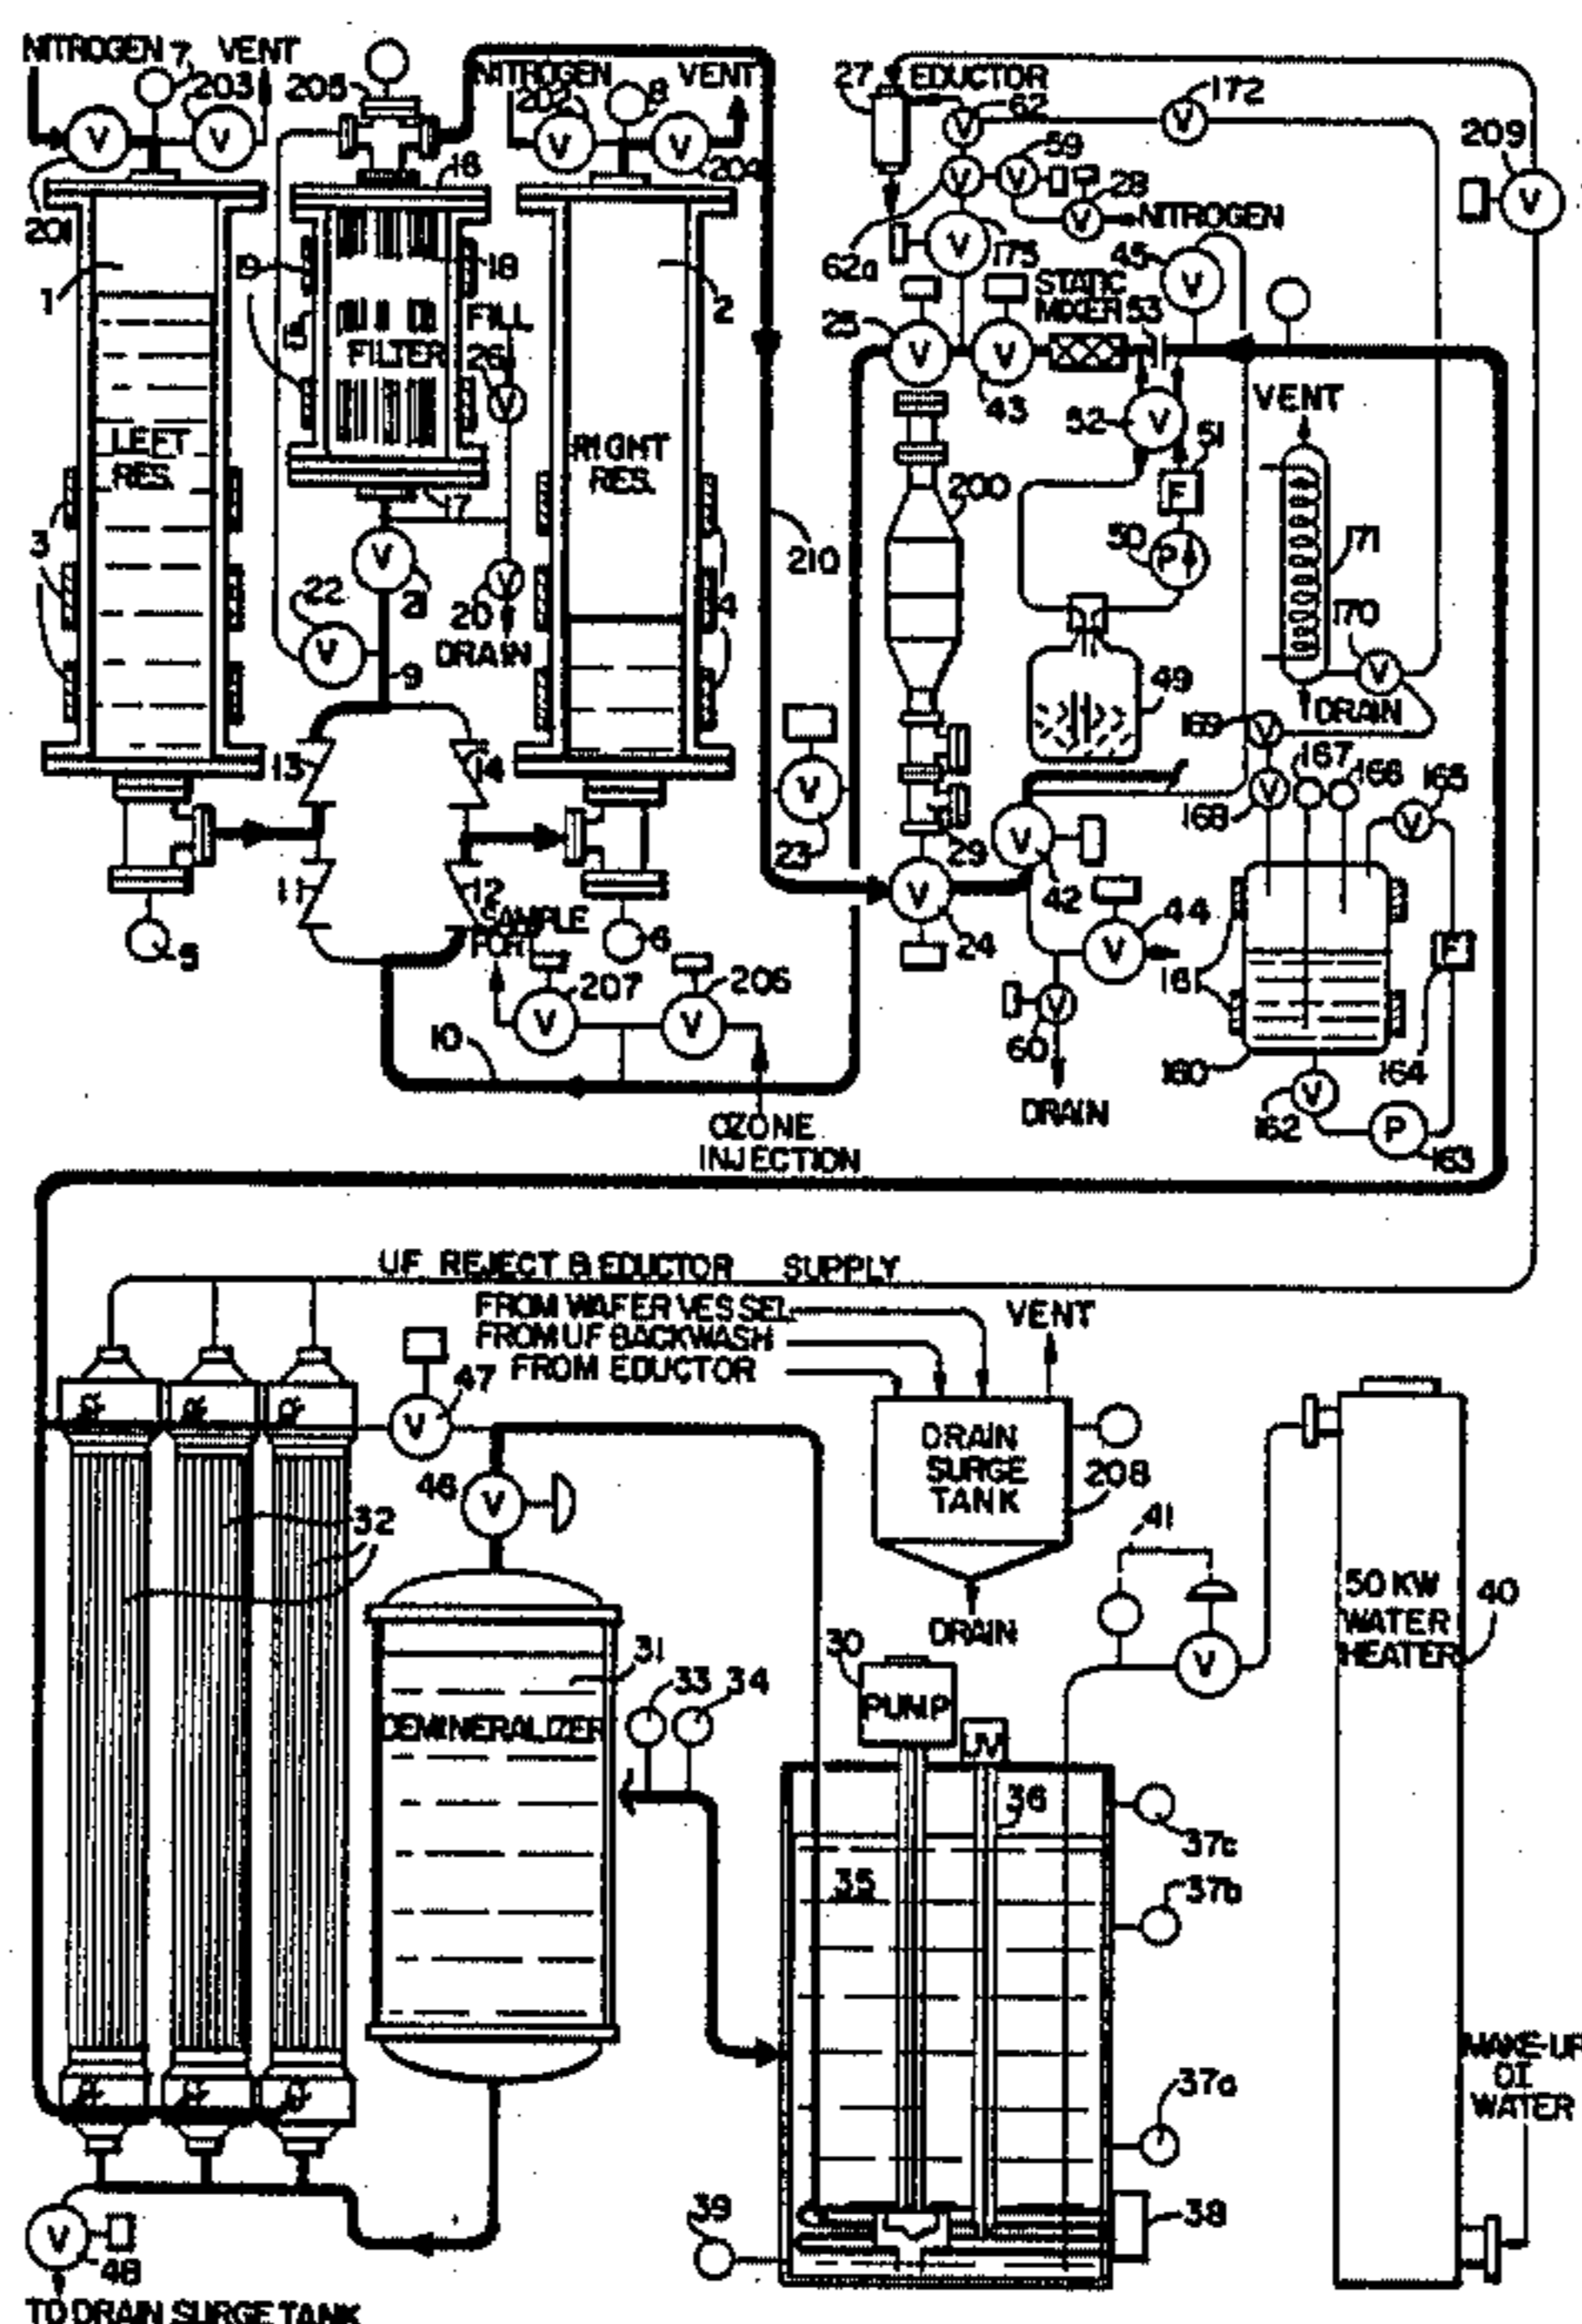 NITROGEN 7 VENT
203
205
NITROGEN
202
8
VENT
204
201
V
V
V
V
16
1
19
18
15
FILL
FILTER
26
V
2
LEFT
RES.
RIGHT
RES.
3
17
V
21
22
V
20
V
DRAIN
4
9
210
13
14
11
12
5
6
SAMPLE
PORT
207
206
V
V
10
OZONE
INJECTION
23
V
27
EDUCTOR
62
V
172
V
59
V
28
V
NITROGEN
209
V
62a
V
175
V
45
V
STATIC
MIXER 53
25
V
V
43
52
V
51
F
50
P
200
49
VENT
171
170
V
DRAIN
169
V
167
166
168
V
165
V
29
V
42
V
24
V
44
60
V
DRAIN
161
160
F
164
162
V
P
163
UF REJECT & EDUCTOR SUPPLY
FROM WAFER VESSEL
FROM UF BACKWASH
FROM EDUCTOR
VENT
47
V
46
V
DRAIN
SURGE
TANK
208
DRAIN
32
41
V
50 KW
WATER
HEATER
40
31
DEMINERALIZER
33
34
30
PUMP
UV
36
35
37c
37b
37a
38
39
MAKE-UP
DI
WATER
V
48
TO DRAIN SURGE TANK